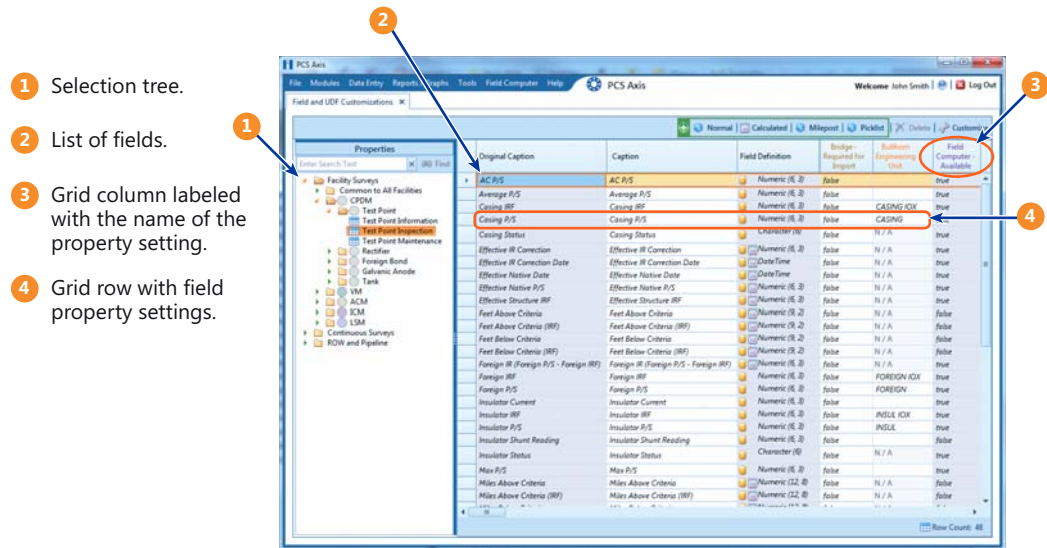 2
1 Selection tree.
2 List of fields.
3 Grid column labeled
with the name of the
property setting.
4 Grid row with field
property settings.
1
3
4
PCS Axis
File Modules Data Entry Reports Graphs Tools Field Computer Help PCS Axis Welcome John Smith | | Log Out
Field and UDF Customizations ×
+ Normal | Calculated | Milepost | Picklist | Delete | Customize
Properties
Enter Search Text × Find
Facility Surveys
Common to All Facilities
CPDM
Test Point
Test Point Information
Test Point Inspection
Test Point Maintenance
Rectifier
Foreign Bond
Galvanic Anode
Tank
VM
ACM
ICM
LSM
Continuous Surveys
ROW and Pipeline
Original Caption Caption Field Definition Bridge - Required for Import Bullhorn Engineering Unit Field Computer - Available
AC P/S AC P/S Numeric (6, 3) false true
Average P/S Average P/S Numeric (6, 3) false true
Casing IRF Casing IRF Numeric (6, 3) false CASING IOX true
Casing P/S Casing P/S Numeric (6, 3) false CASING
Casing Status Casing Status Character (6) false N / A true
Effective IR Correction Effective IR Correction Numeric (6, 3) false N / A true
Effective IR Correction Date Effective IR Correction Date DateTime false N / A true
Effective Native Date Effective Native Date DateTime false N / A true
Effective Native P/S Effective Native P/S Numeric (6, 3) false N / A true
Effective Structure IRF Effective Structure IRF Numeric (6, 3) false N / A true
Feet Above Criteria Feet Above Criteria Numeric (9, 2) false N / A false
Feet Above Criteria (IRF) Feet Above Criteria (IRF) Numeric (9, 2) false N / A false
Feet Below Criteria Feet Below Criteria Numeric (9, 2) false N / A false
Feet Below Criteria (IRF) Feet Below Criteria (IRF) Numeric (9, 2) false N / A false
Foreign IR (Foreign P/S - Foreign IRF) Foreign IR (Foreign P/S - Foreign IRF) Numeric (6, 3) false N / A true
Foreign IRF Foreign IRF Numeric (6, 3) false FOREIGN IOX true
Foreign P/S Foreign P/S Numeric (6, 3) false FOREIGN true
Insulator Current Insulator Current Numeric (6, 3) false true
Insulator IRF Insulator IRF Numeric (6, 3) false INSUL IOX true
Insulator P/S Insulator P/S Numeric (6, 3) false INSUL true
Insulator Shunt Reading Insulator Shunt Reading Numeric (6, 3) false false
Insulator Status Insulator Status Character (6) false N / A true
Max P/S Max P/S Numeric (6, 3) false true
Miles Above Criteria Miles Above Criteria Numeric (12, 8) false N / A false
Miles Above Criteria (IRF) Miles Above Criteria (IRF) Numeric (12, 8) false N / A false
Row Count: 48